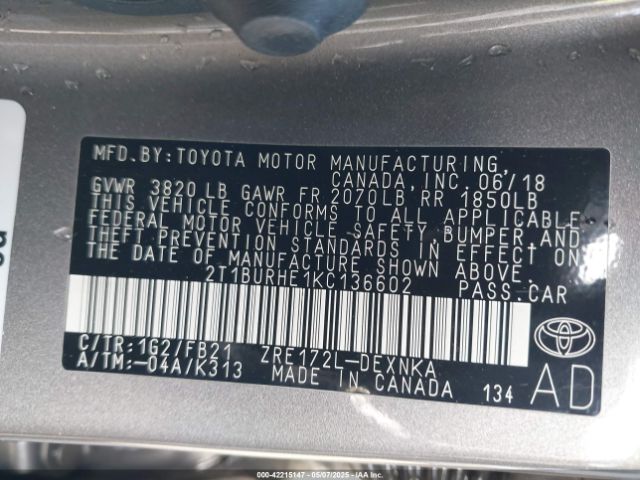 MFD. BY: TOYOTA MOTOR MANUFACTURING,
CANADA, INC. 06/18
GVWR 3820 LB GAWR FR 2070LB RR 1850LB
THIS VEHICLE CONFORMS TO ALL APPLICABLE
FEDERAL MOTOR VEHICLE SAFETY, BUMPER, AND
THEFT PREVENTION STANDARDS IN EFFECT ON
THE DATE OF MANUFACTURE SHOWN ABOVE.
2T1BURHE1KC136602 PASS. CAR
C/TR: 1G2/FB21 ZRE172L-DEXNKA
A/TM: -04A/K313 MADE IN CANADA 134
AD
000-42215147 - 05/07/2025 - IAAI.COM